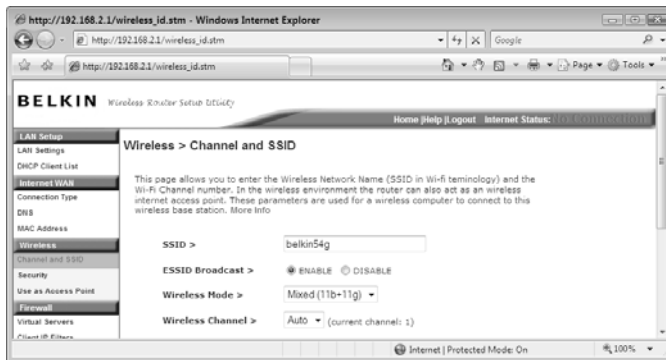 http://192.168.2.1/wireless_id.stm - Windows Internet Explorer
http://192.168.2.1/wireless_id.stm
Google
http://192.168.2.1/wireless_id.stm
Page
Tools
BELKIN Wireless Router Setup Utility
Home |Help |Logout Internet Status: No Connection
LAN Setup
LAN Settings
DHCP Client List
Internet WAN
Connection Type
DNS
MAC Address
Wireless
Channel and SSID
Security
Use as Access Point
Firewall
Virtual Servers
Client IP Filters
Wireless > Channel and SSID
This page allows you to enter the Wireless Network Name (SSID in Wi-fi teminology) and the
Wi-Fi Channel number. In the wireless environment the router can also act as an wireless
internet access point. These parameters are used for a wireless computer to connect to this
wireless base station. More Info
SSID > belkin54g
ESSID Broadcast > ENABLE DISABLE
Wireless Mode > Mixed (11b+11g)
Wireless Channel > Auto (current channel: 1)
Internet | Protected Mode: On
100%